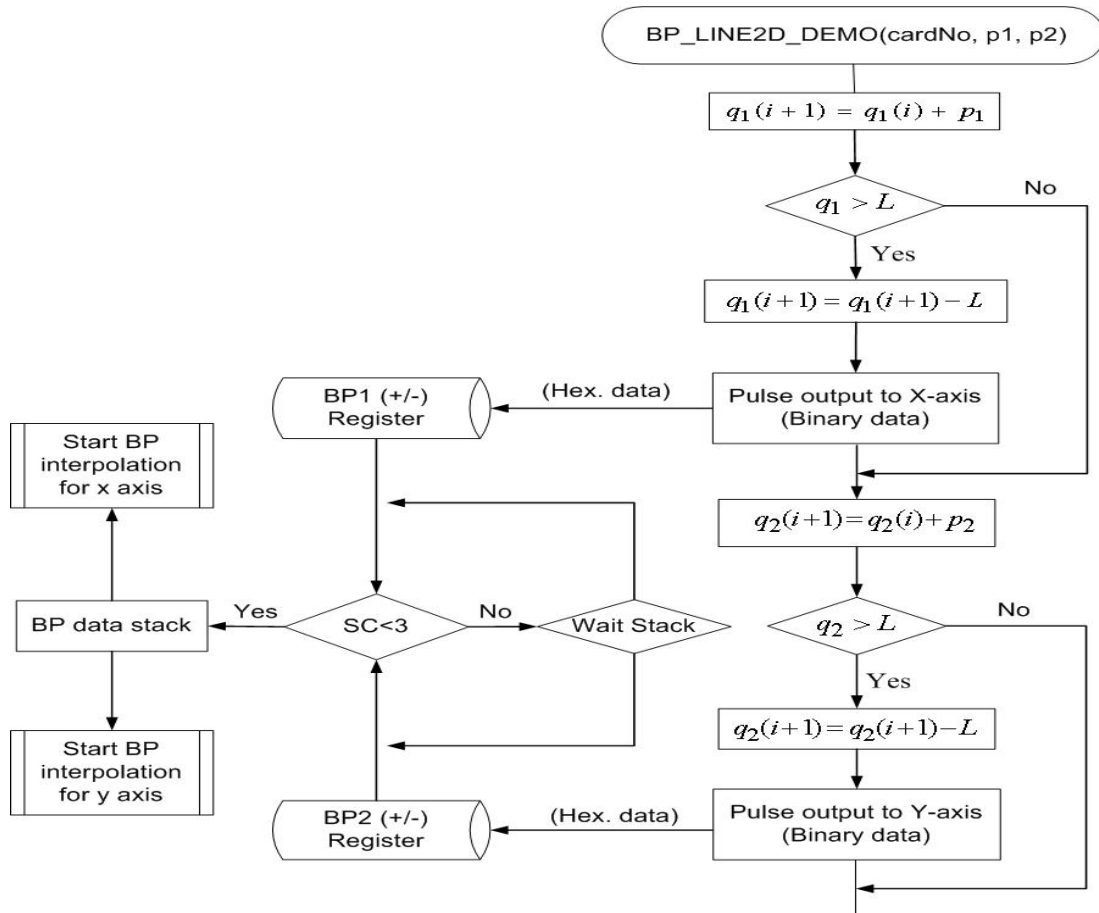 BP_LINE2D_DEMO(cardNo, p1, p2)
q₁(i+1) = q₁(i) + p₁
q₁ > L
No
Yes
q₁(i+1) = q₁(i+1) − L
Pulse output to X-axis
(Binary data)
(Hex. data)
BP1 (+/-)
Register
Start BP
interpolation
for x axis
q₂(i+1) = q₂(i) + p₂
BP data stack
Yes
SC<3
No
Wait Stack
q₂ > L
No
Yes
q₂(i+1) = q₂(i+1) − L
Start BP
interpolation
for y axis
Pulse output to Y-axis
(Binary data)
(Hex. data)
BP2 (+/-)
Register